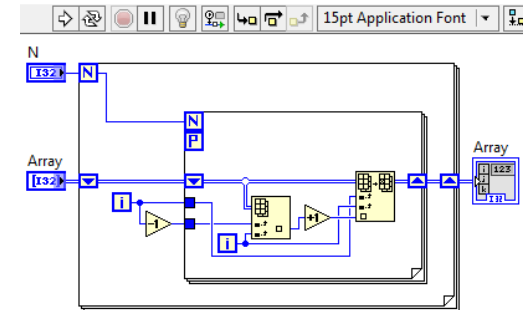 15pt Application Font
N
I32
N
N
P
Array
[I32]
i
-1
i
+1
Array
i
j
k
123
I32